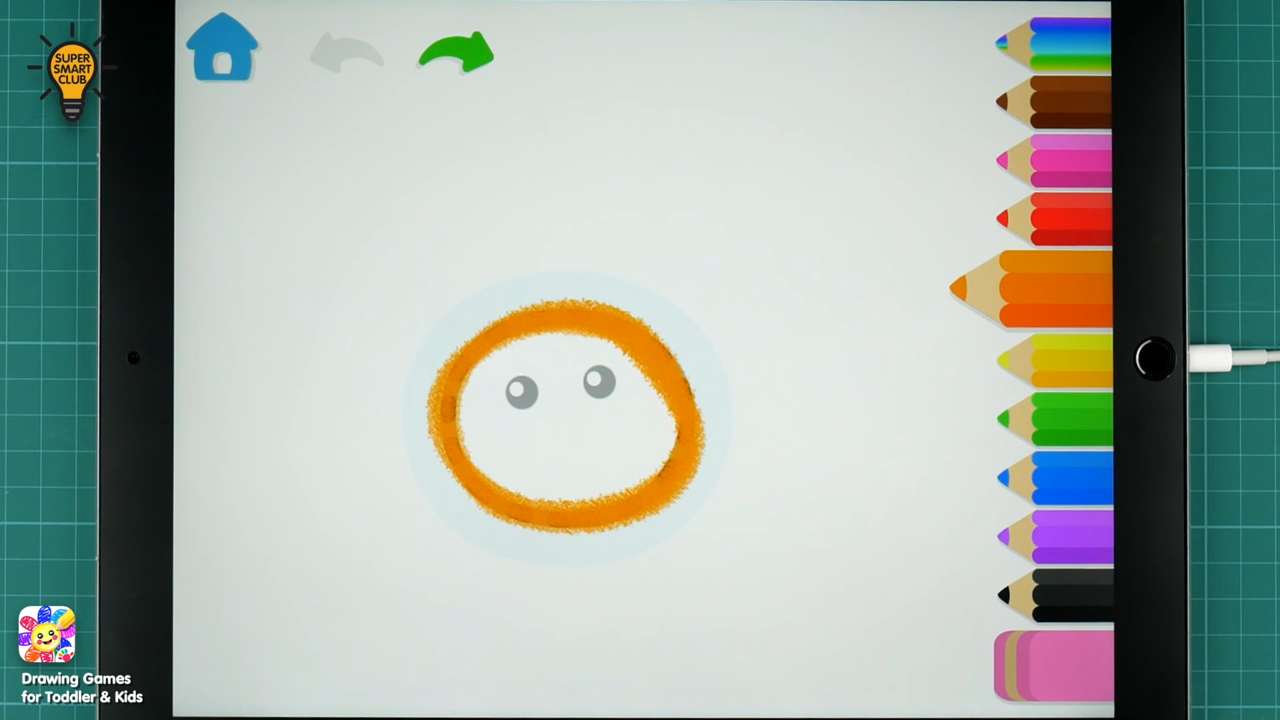 SUPER
SMART
CLUB
Drawing Games
for Toddler & Kids